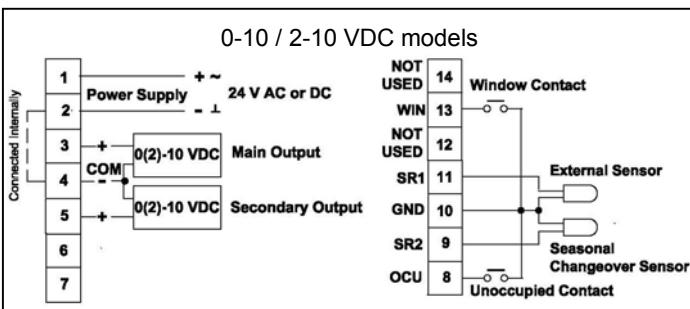 0-10 / 2-10 VDC models
Connected Internally
1
+ ~
Power Supply
24 V AC or DC
2
- ⊥
3
+
0(2)-10 VDC
Main Output
COM
4
-
5
+
0(2)-10 VDC
Secondary Output
6
7
NOT
USED
14
Window Contact
WIN
13
NOT
USED
12
SR1
11
External Sensor
GND
10
SR2
9
Seasonal
Changeover Sensor
OCU
8
Unoccupied Contact